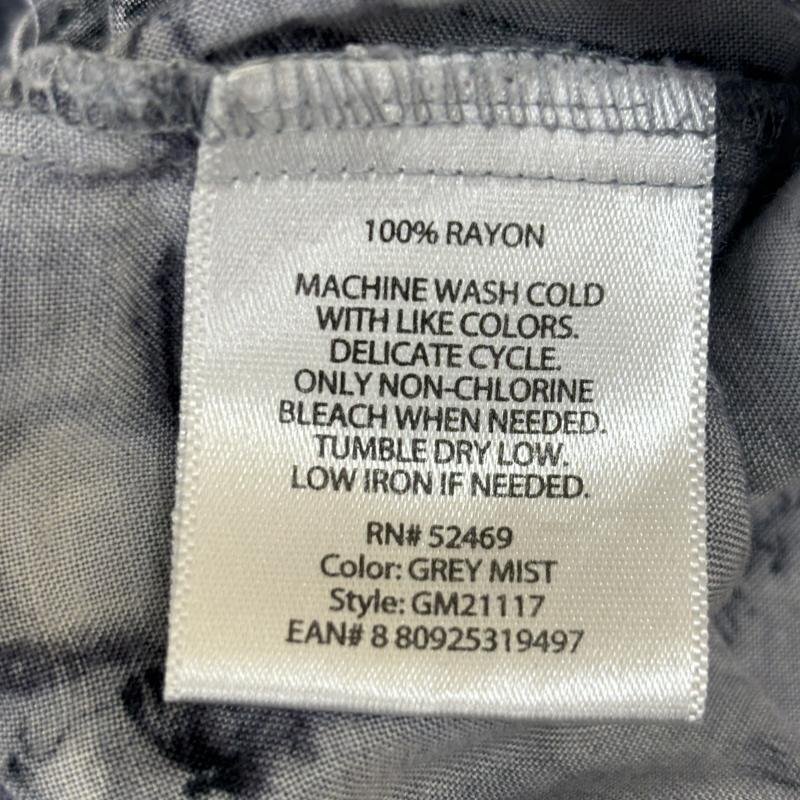 100% RAYON
MACHINE WASH COLD
WITH LIKE COLORS.
DELICATE CYCLE.
ONLY NON-CHLORINE
BLEACH WHEN NEEDED.
TUMBLE DRY LOW.
LOW IRON IF NEEDED.
RN# 52469
Color: GREY MIST
Style: GM21117
EAN# 8 80925319497